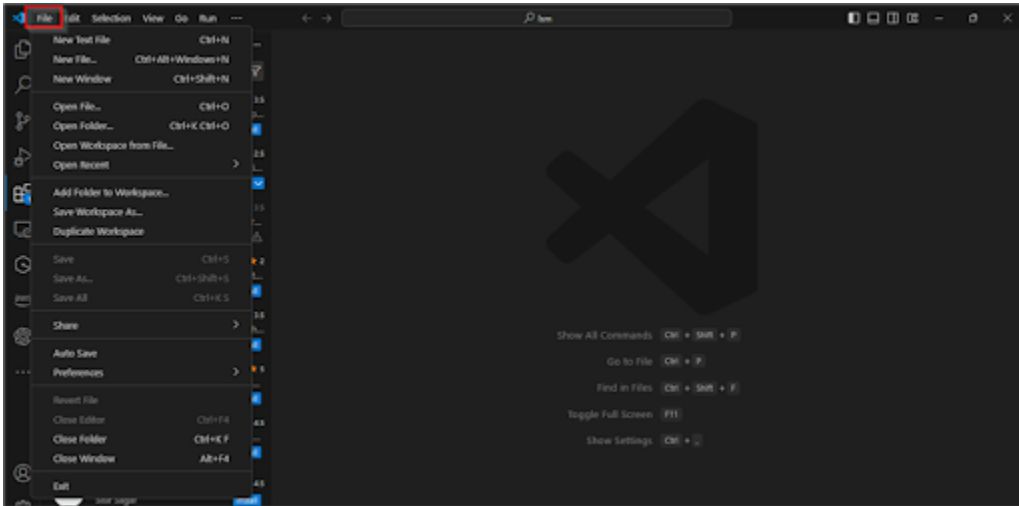 File Edit Selection View Go Run ···
New Text File Ctrl+N
New File... Ctrl+Alt+Windows+N
New Window Ctrl+Shift+N
Open File... Ctrl+O
Open Folder... Ctrl+K Ctrl+O
Open Workspace from File...
Open Recent
Add Folder to Workspace...
Save Workspace As...
Duplicate Workspace
Save Ctrl+S
Save As... Ctrl+Shift+S
Save All Ctrl+K S
Share
Auto Save
Preferences
Revert File
Close Editor Ctrl+F4
Close Folder Ctrl+K F
Close Window Alt+F4
Exit
Show All Commands Ctrl + Shift + P
Go to File Ctrl + P
Find in Files Ctrl + Shift + F
Toggle Full Screen F11
Show Settings Ctrl + ,